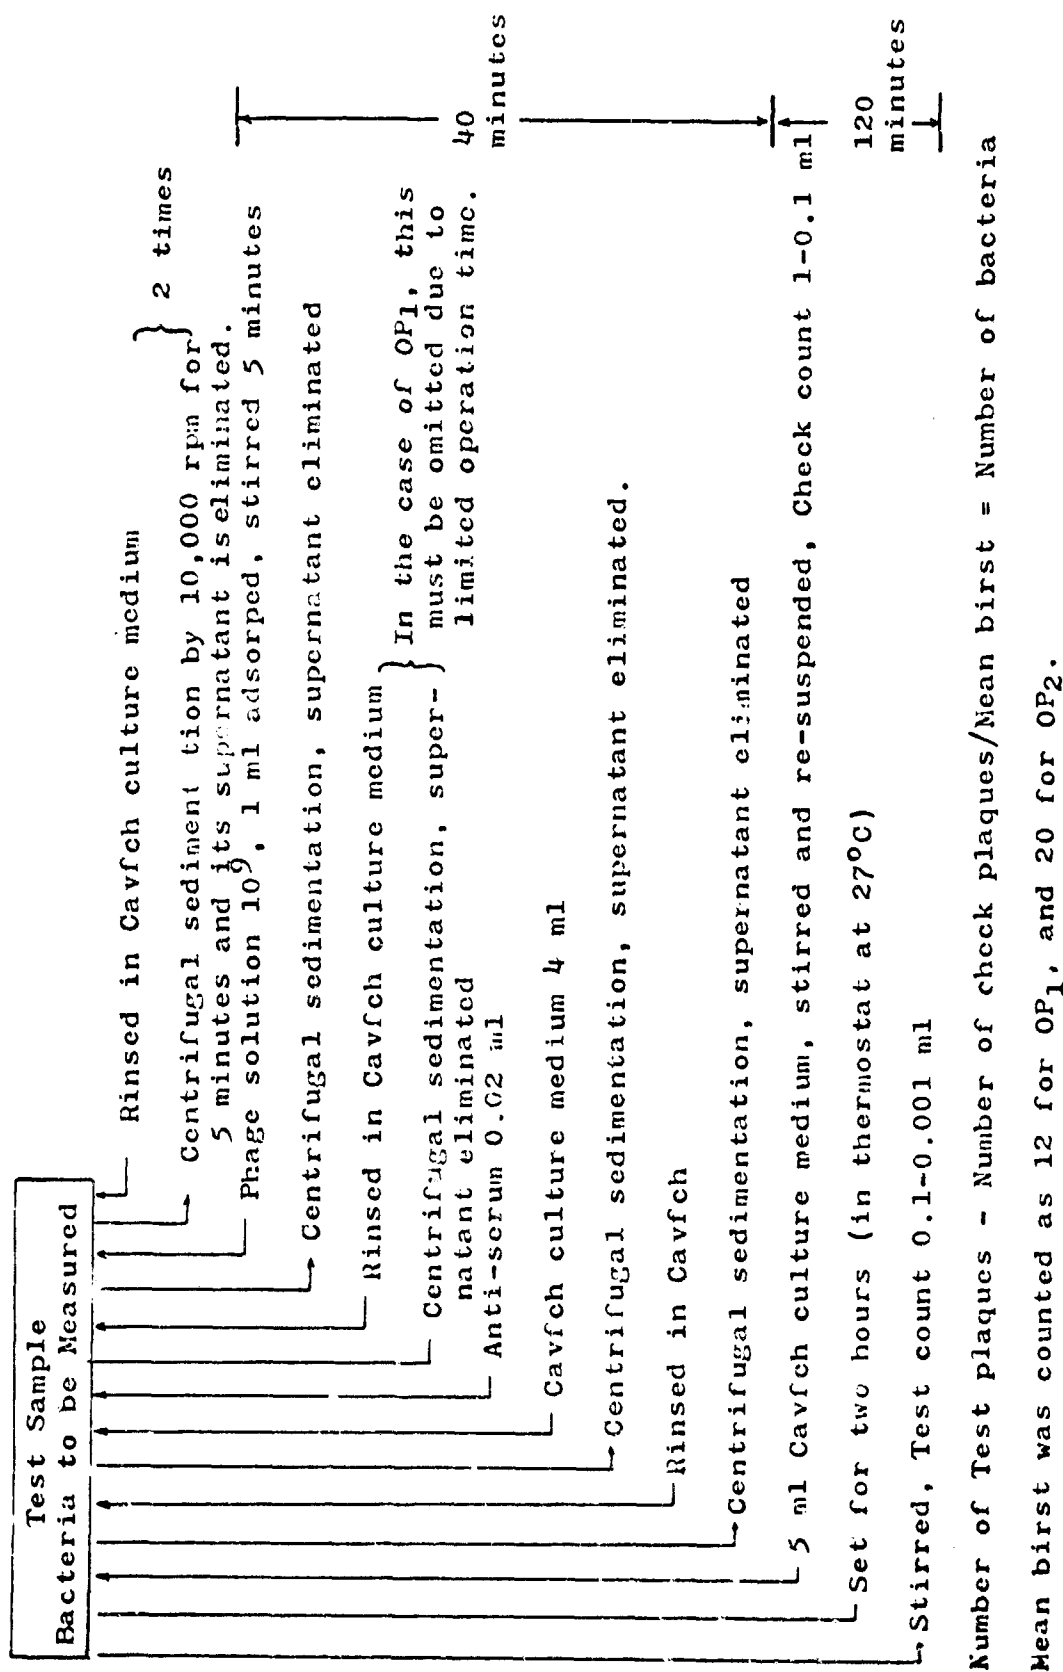 Test Sample
Bacteria to be Measured
Rinsed in Cavfch culture medium
Centrifugal sediment tion by 10,000 rpm for
5 minutes and its supernatant is eliminated.
} 2 times
Phage solution 10⁹, 1 ml adsorped, stirred 5 minutes
Centrifugal sedimentation, supernatant eliminated
Rinsed in Cavfch culture medium
Centrifugal sedimentation, super-
natant eliminated
} In the case of OP₁, this
must be omitted due to
limited operation time.
Anti-serum 0.02 ml
Cavfch culture medium 4 ml
Centrifugal sedimentation, supernatant eliminated.
Rinsed in Cavfch
Centrifugal sedimentation, supernatant eliminated
5 ml Cavfch culture medium, stirred and re-suspended, Check count 1-0.1 ml
Set for two hours (in thermostat at 27°C)
Stirred, Test count 0.1-0.001 ml
40
minutes
120
minutes
Number of Test plaques - Number of check plaques/Mean birst = Number of bacteria
Mean birst was counted as 12 for OP₁, and 20 for OP₂.